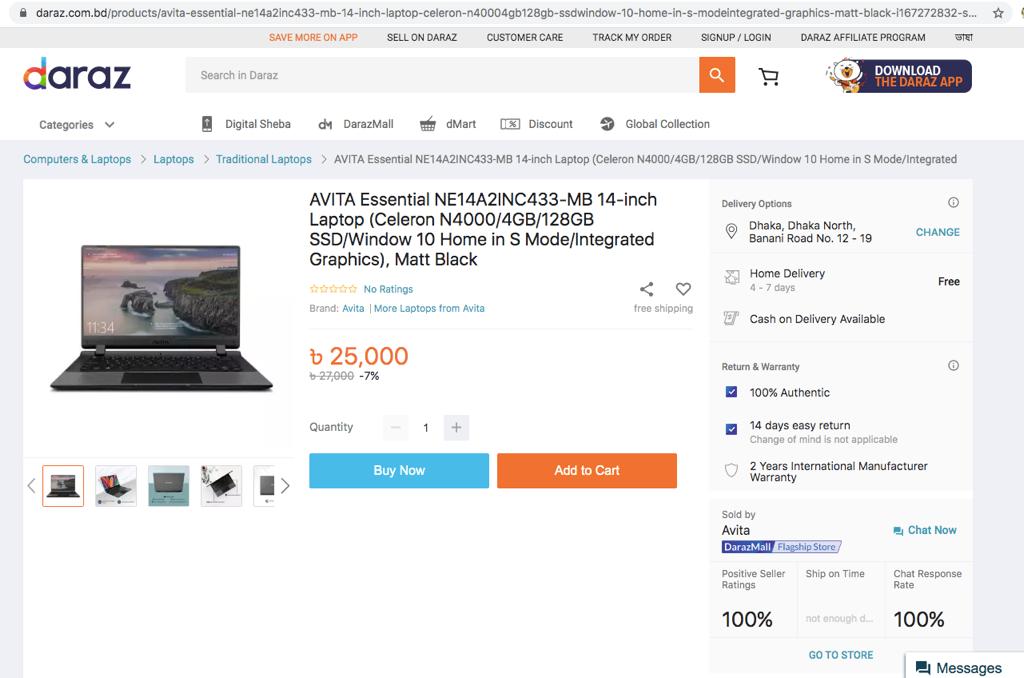 daraz.com.bd/products/avita-essential-ne14a2inc433-mb-14-inch-laptop-celeron-n40004gb128gb-ssdwindow-10-home-in-s-modeintegrated-graphics-matt-black-i167272832-s...
SAVE MORE ON APP
SELL ON DARAZ
CUSTOMER CARE
TRACK MY ORDER
SIGNUP / LOGIN
DARAZ AFFILIATE PROGRAM
ভাষা
daraz
Search in Daraz
DOWNLOAD
THE DARAZ APP
Categories
Digital Sheba
DarazMall
dMart
Discount
Global Collection
Computers & Laptops
Laptops
Traditional Laptops
AVITA Essential NE14A2INC433-MB 14-inch Laptop (Celeron N4000/4GB/128GB SSD/Window 10 Home in S Mode/Integrated
www.daraz.com.bd
11:34
AVITA Essential NE14A2INC433-MB 14-inch
Laptop (Celeron N4000/4GB/128GB
SSD/Window 10 Home in S Mode/Integrated
Graphics), Matt Black
No Ratings
Brand: Avita | More Laptops from Avita
free shipping
৳ 25,000
৳ 27,000 -7%
Quantity
1
Buy Now
Add to Cart
Delivery Options
Dhaka, Dhaka North,
Banani Road No. 12 - 19
CHANGE
Home Delivery
4 - 7 days
Free
Cash on Delivery Available
Return & Warranty
100% Authentic
14 days easy return
Change of mind is not applicable
2 Years International Manufacturer
Warranty
Sold by
Avita
Chat Now
DarazMall Flagship Store
Positive Seller
Ratings
100%
Ship on Time
not enough d...
Chat Response
Rate
100%
GO TO STORE
Messages